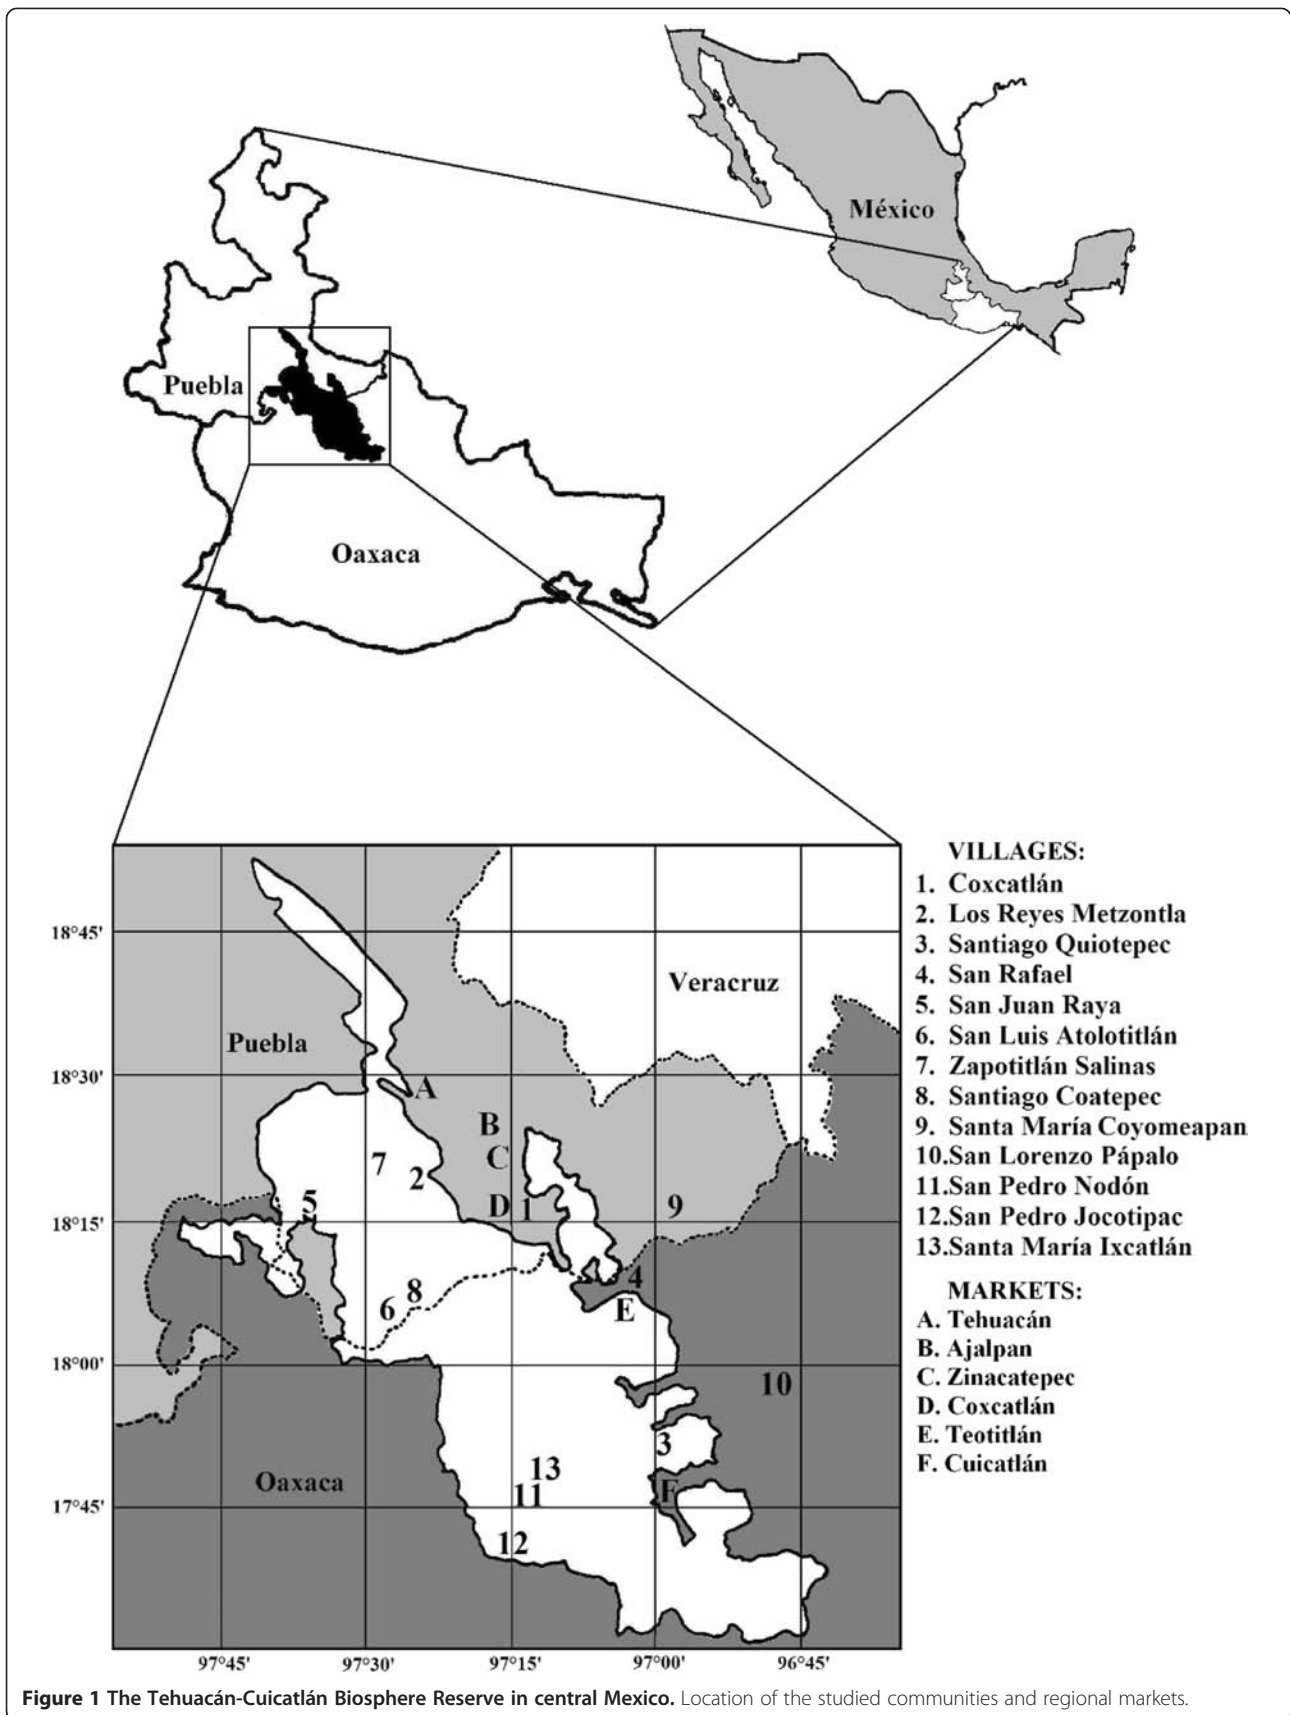 México
Puebla
Oaxaca
VILLAGES:
1. Coxcatlán
2. Los Reyes Metzontla
3. Santiago Quiotepec
4. San Rafael
5. San Juan Raya
6. San Luis Atolotitlán
7. Zapotitlán Salinas
8. Santiago Coatepec
9. Santa María Coyomeapan
10.San Lorenzo Pápalo
11.San Pedro Nodón
12.San Pedro Jocotipac
13.Santa María Ixcatlán
MARKETS:
A. Tehuacán
B. Ajalpan
C. Zinacatepec
D. Coxcatlán
E. Teotitlán
F. Cuicatlán
18°45'
Veracruz
Puebla
18°30'
A
B
C
7
2
5
D 1
9
18°15'
4
8
6
E
18°00'
10
3
13
Oaxaca
11
F
17°45'
12
97°45' 97°30' 97°15' 97°00' 96°45'
Figure 1 The Tehuacán-Cuicatlán Biosphere Reserve in central Mexico. Location of the studied communities and regional markets.